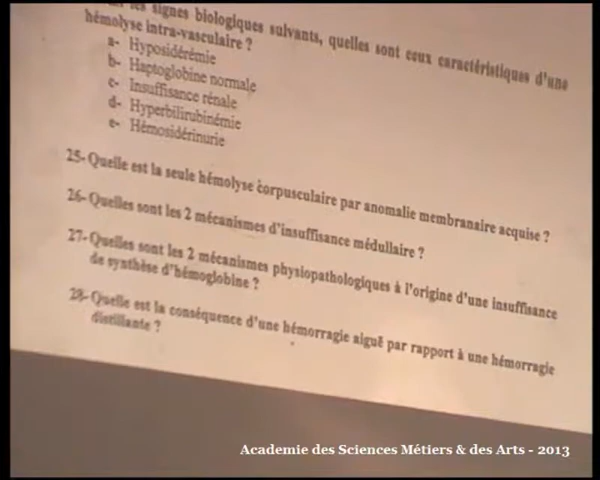 les signes biologiques suivants, quelles sont ceux caractéristiques d'une
hémolyse intra-vasculaire ?
a- Hyposidérémie
b- Haptoglobine normale
c- Insuffisance rénale
d- Hyperbilirubinémie
e- Hémosidérinurie
25- Quelle est la seule hémolyse corpusculaire par anomalie membranaire acquise ?
26- Quelles sont les 2 mécanismes d'insuffisance médullaire ?
27- Quelles sont les 2 mécanismes physiopathologiques à l'origine d'une insuffisance
de synthèse d'hémoglobine ?
28- Quelle est la conséquence d'une hémorragie aiguë par rapport à une hémorragie
distillante ?
Academie des Sciences Métiers & des Arts - 2013